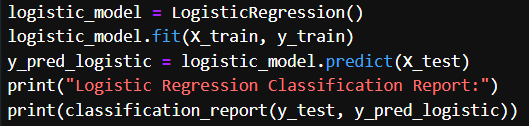 logistic_model = LogisticRegression()
logistic_model.fit(X_train, y_train)
y_pred_logistic = logistic_model.predict(X_test)
print("Logistic Regression Classification Report:")
print(classification_report(y_test, y_pred_logistic))